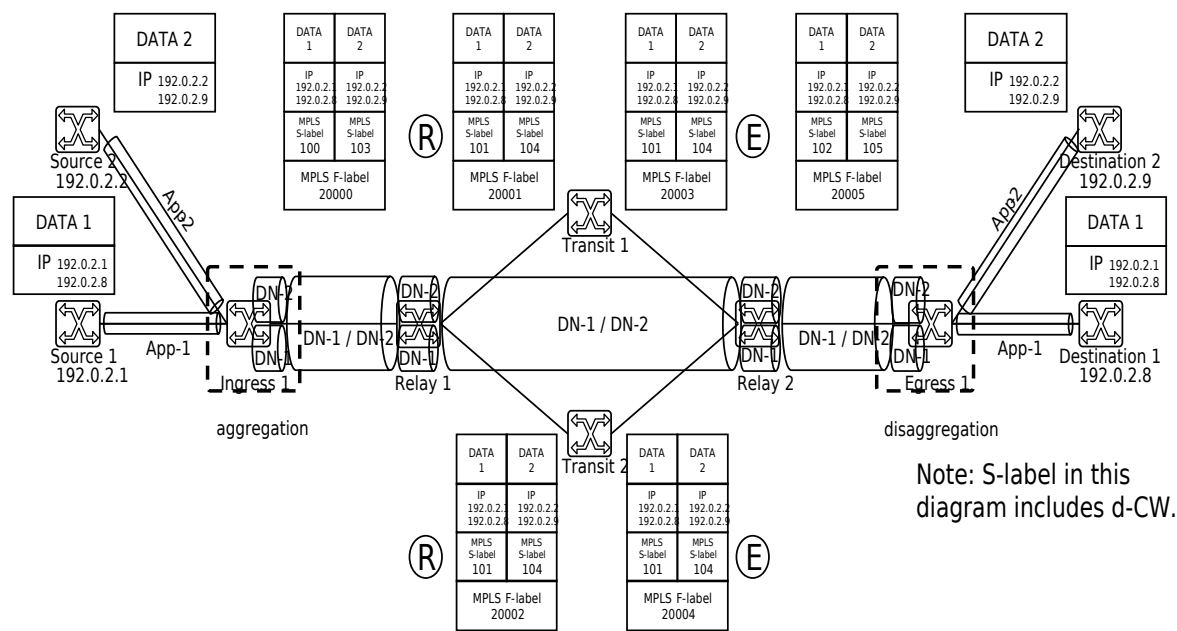 DATA 2
IP 192.0.2.2
192.0.2.9
DATA 1
DATA 2
IP 192.0.2.1 192.0.2.8
IP 192.0.2.2 192.0.2.9
MPLS S-label 100
MPLS S-label 103
MPLS F-label
20000
R
DATA 1
DATA 2
IP 192.0.2.1 192.0.2.8
IP 192.0.2.2 192.0.2.9
MPLS S-label 101
MPLS S-label 104
MPLS F-label
20001
DATA 1
DATA 2
IP 192.0.2.1 192.0.2.8
IP 192.0.2.2 192.0.2.9
MPLS S-label 101
MPLS S-label 104
MPLS F-label
20003
E
DATA 1
DATA 2
IP 192.0.2.1 192.0.2.8
IP 192.0.2.2 192.0.2.9
MPLS S-label 102
MPLS S-label 105
MPLS F-label
20005
DATA 2
IP 192.0.2.2
192.0.2.9
Source 2
192.0.2.2
App2
DATA 1
IP 192.0.2.1
192.0.2.8
Transit 1
App2
Destination 2
192.0.2.9
DATA 1
IP 192.0.2.1
192.0.2.8
DN-2
DN-2
DN-2
DN-2
DN-1 / DN-2
DN-1 / DN-2
DN-1 / DN-2
DN-1
DN-1
DN-1
DN-1
App-1
App-1
Source 1
192.0.2.1
Ingress 1
Relay 1
Relay 2
Egress 1
Destination 1
192.0.2.8
aggregation
disaggregation
Transit 2
DATA 1
DATA 2
IP 192.0.2.1 192.0.2.8
IP 192.0.2.2 192.0.2.9
MPLS S-label 101
MPLS S-label 104
MPLS F-label
20002
R
DATA 1
DATA 2
IP 192.0.2.1 192.0.2.8
IP 192.0.2.2 192.0.2.9
MPLS S-label 101
MPLS S-label 104
MPLS F-label
20004
E
Note: S-label in this
diagram includes d-CW.